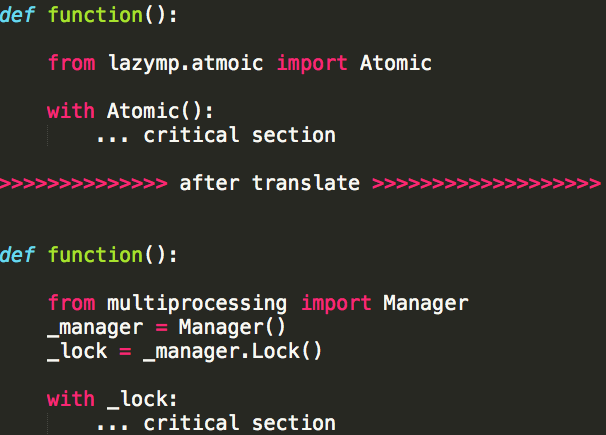 def function():
from lazymp.atmoic import Atomic
with Atomic():
... critical section
>>>>>>>>>>>>>> after translate >>>>>>>>>>>>>>>>>>>
def function():
from multiprocessing import Manager
_manager = Manager()
_lock = _manager.Lock()
with _lock:
... critical section